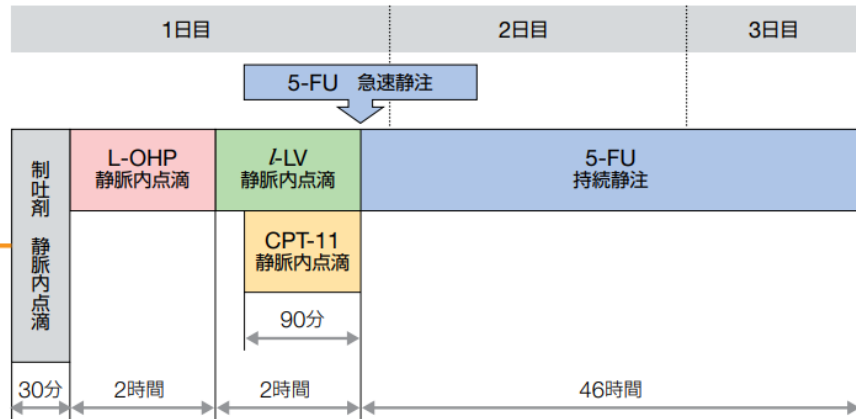 1日目
2日目
3日目
5-FU 急速静注
制吐剤 静脈内点滴
L-OHP
静脈内点滴
l-LV
静脈内点滴
5-FU
持続静注
CPT-11
静脈内点滴
90分
30分
2時間
2時間
46時間